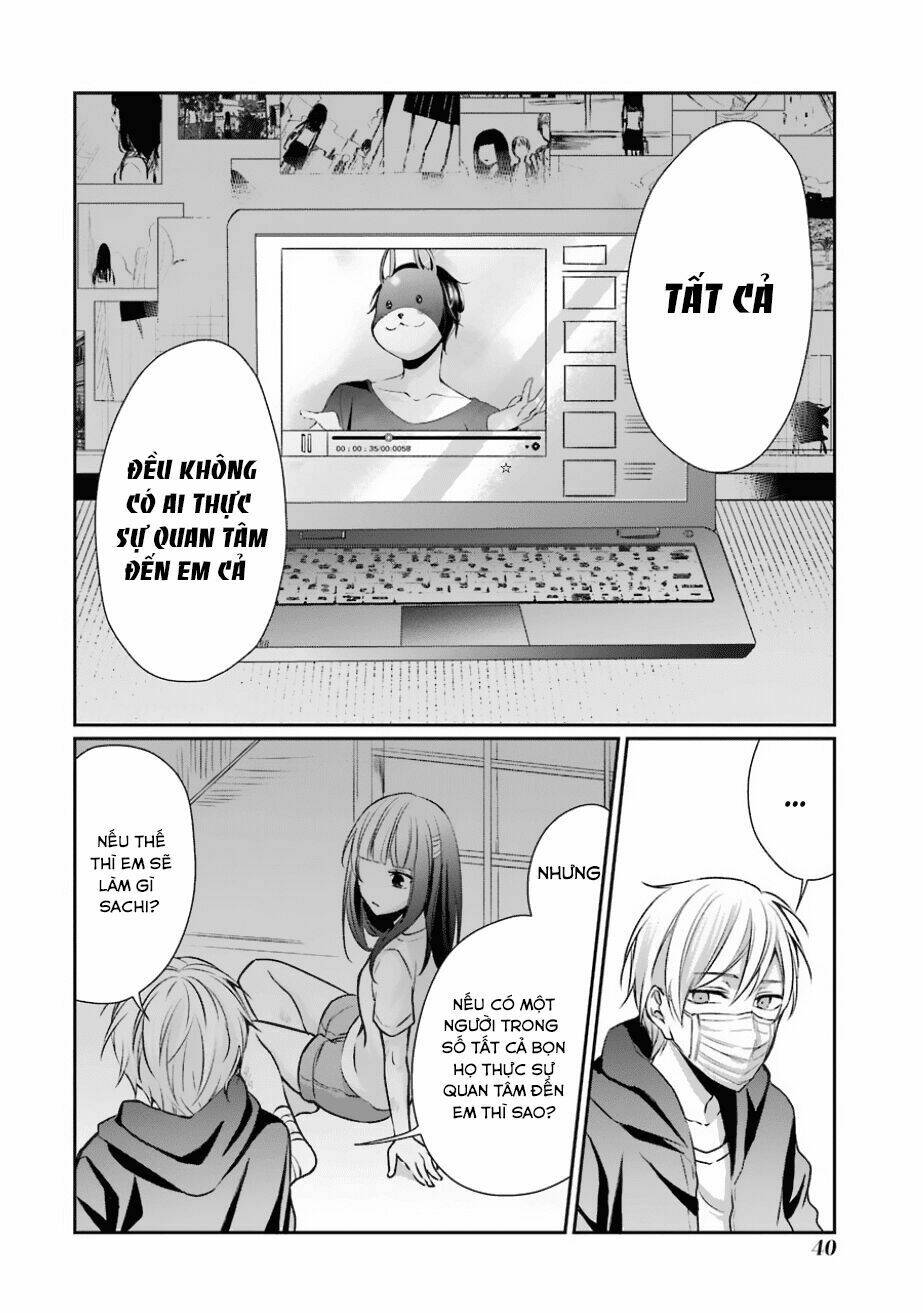 TẤT CẢ
ĐỀU KHÔNG
CÓ AI THỰC
SỰ QUAN TÂM
ĐẾN EM CẢ
00 : 00 : 35/00:0058
...
NHƯNG
NẾU CÓ MỘT
NGƯỜI TRONG
SỐ TẤT CẢ BỌN
HỌ THỰC SỰ
QUAN TÂM ĐẾN
EM THÌ SAO?
NẾU THẾ
THÌ EM SẼ
LÀM GÌ
SACHI?
40